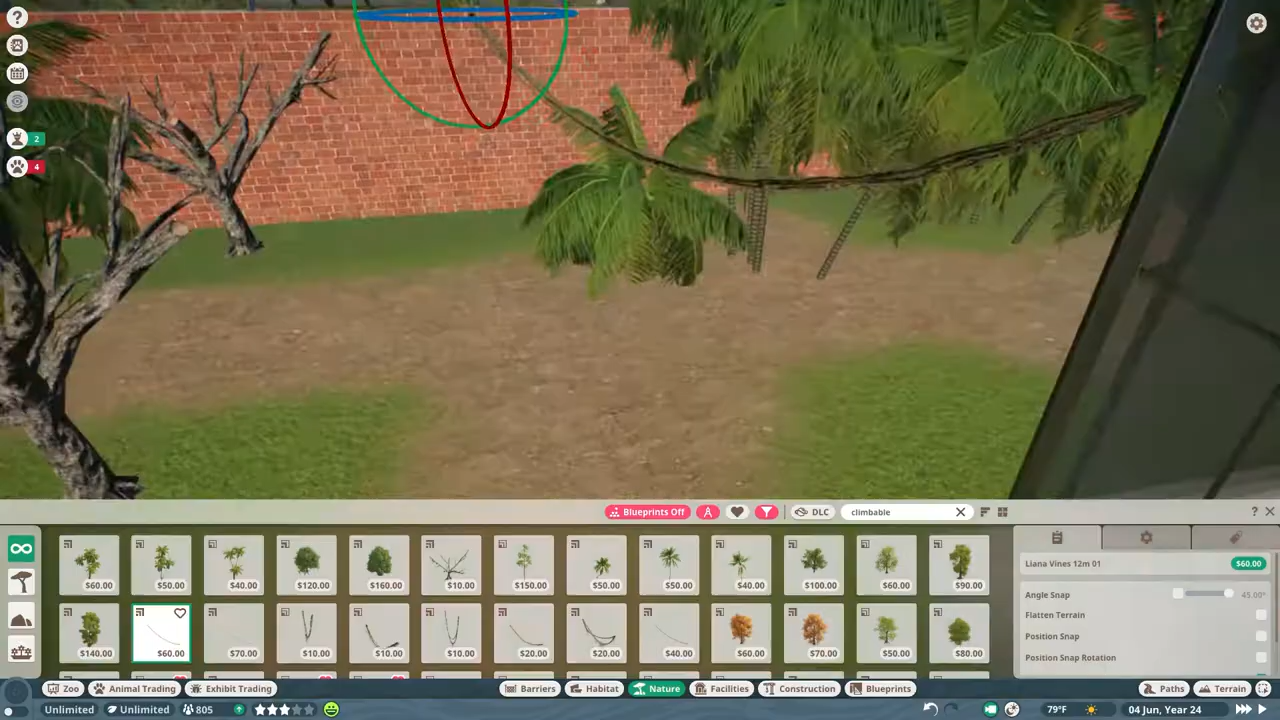 ?
2
4
Blueprints Off
DLC
climbable
?
$60.00 $50.00 $40.00 $120.00 $160.00 $10.00 $150.00 $50.00 $50.00 $40.00 $100.00 $60.00 $90.00
$140.00 $60.00 $70.00 $10.00 $10.00 $10.00 $20.00 $20.00 $40.00 $60.00 $70.00 $50.00 $80.00
Liana Vines 12m 01 $60.00
Angle Snap 45.00°
Flatten Terrain
Position Snap
Position Snap Rotation
Zoo Animal Trading Exhibit Trading Barriers Habitat Nature Facilities Construction Blueprints Paths Terrain
Unlimited Unlimited 805 79°F 04 Jun, Year 24